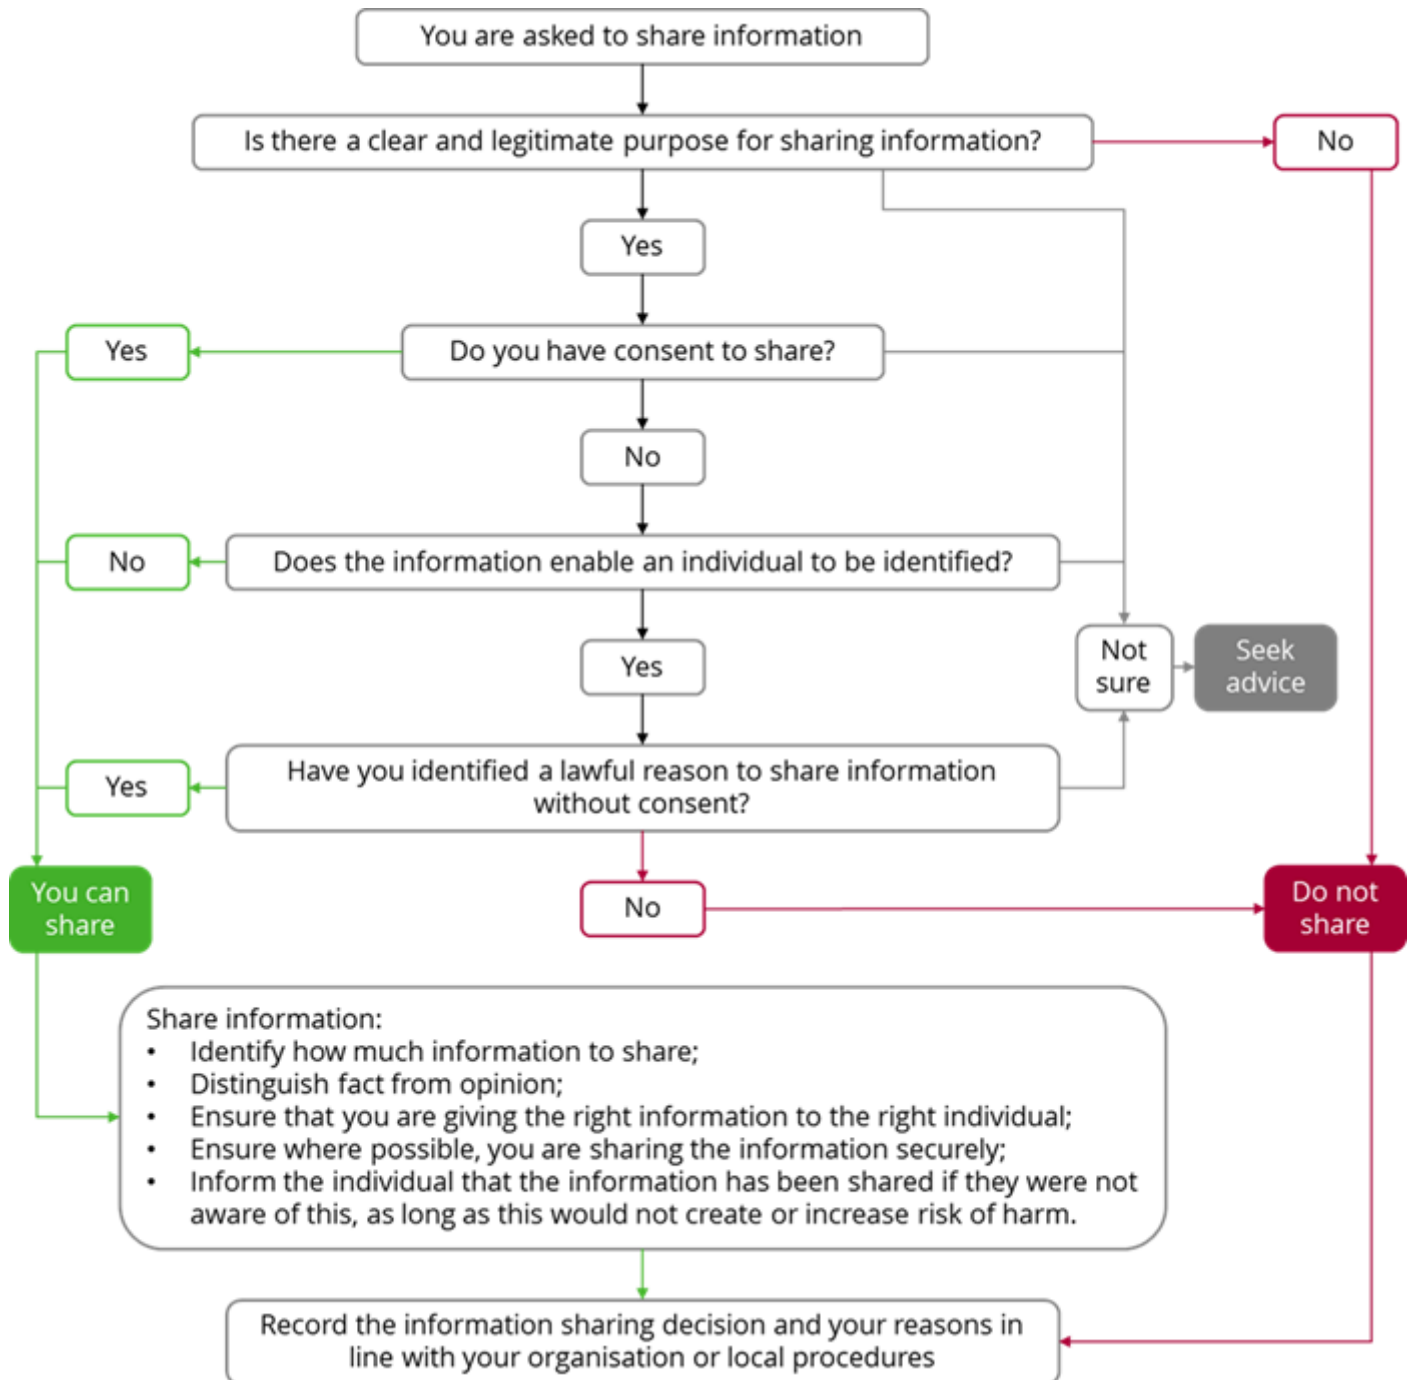 You are asked to share information
Is there a clear and legitimate purpose for sharing information?
No
Yes
Yes
Do you have consent to share?
No
No
Does the information enable an individual to be identified?
Yes
Not
sure
Seek
advice
Yes
Have you identified a lawful reason to share information
without consent?
You can
share
No
Do not
share
Share information:
• Identify how much information to share;
• Distinguish fact from opinion;
• Ensure that you are giving the right information to the right individual;
• Ensure where possible, you are sharing the information securely;
• Inform the individual that the information has been shared if they were not
aware of this, as long as this would not create or increase risk of harm.
Record the information sharing decision and your reasons in
line with your organisation or local procedures